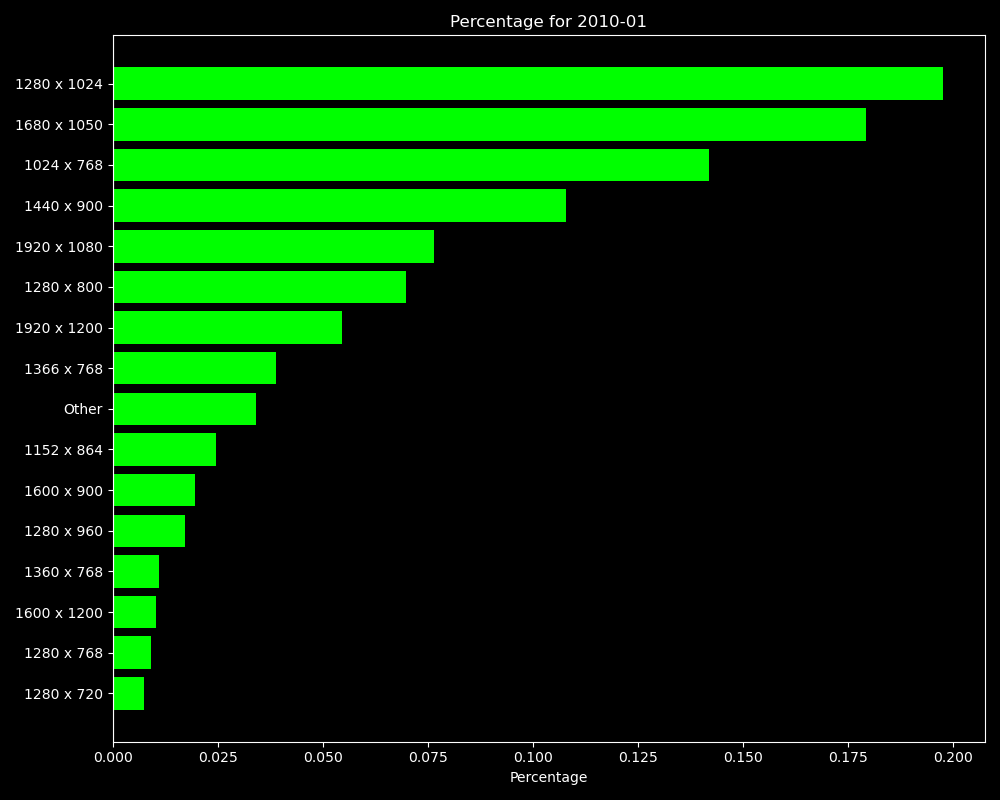 Percentage for 2010-01
1280 x 1024
1680 x 1050
1024 x 768
1440 x 900
1920 x 1080
1280 x 800
1920 x 1200
1366 x 768
Other
1152 x 864
1600 x 900
1280 x 960
1360 x 768
1600 x 1200
1280 x 768
1280 x 720
0.000 0.025 0.050 0.075 0.100 0.125 0.150 0.175 0.200
Percentage